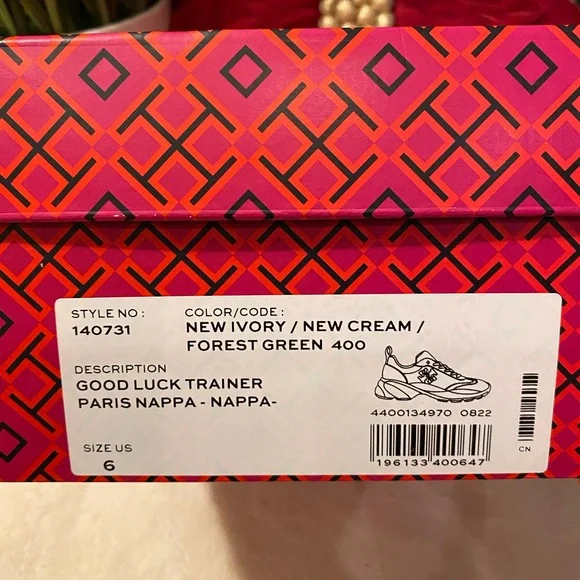 STYLE NO :
140731
COLOR/CODE :
NEW IVORY / NEW CREAM /
FOREST GREEN 400
DESCRIPTION
GOOD LUCK TRAINER
PARIS NAPPA - NAPPA-
4400134970 0822
196133 400647
SIZE US
6
CN